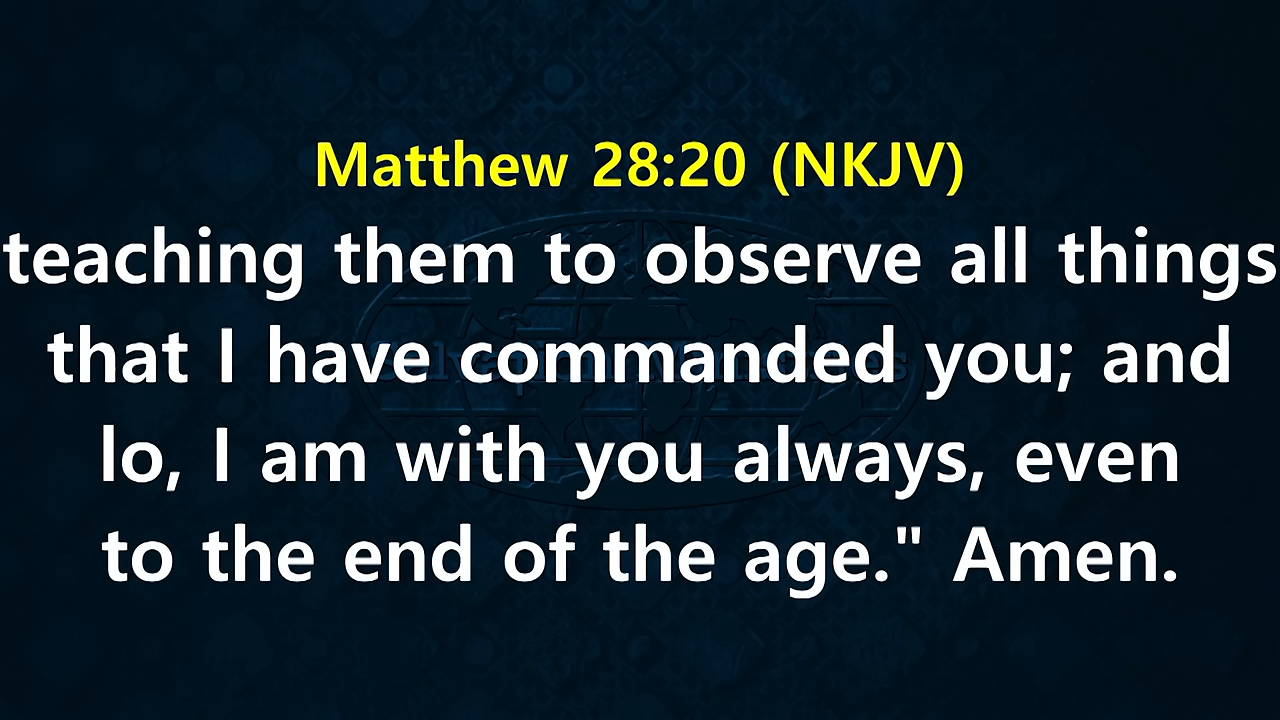 Matthew 28:20 (NKJV)
teaching them to observe all things
that I have commanded you; and
lo, I am with you always, even
to the end of the age." Amen.